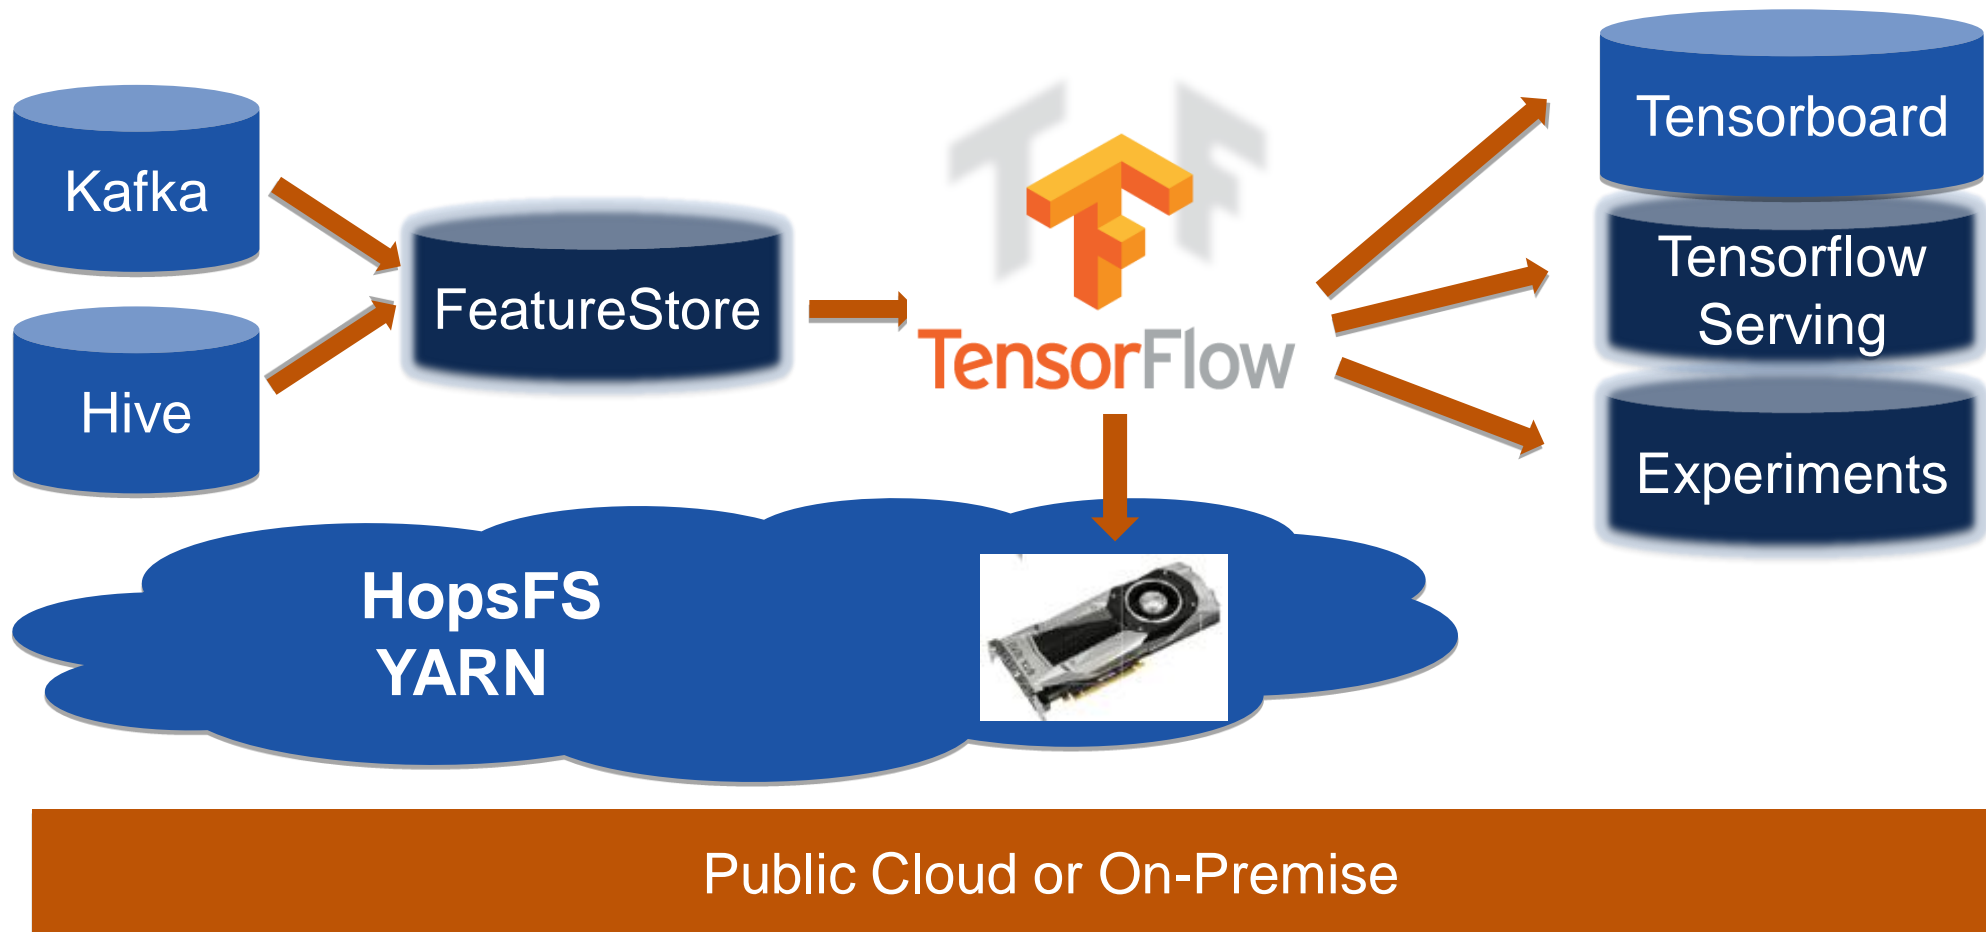 Kafka
Hive
FeatureStore
TensorFlow
Tensorboard
Tensorflow
Serving
Experiments
HopsFS
YARN
Public Cloud or On-Premise